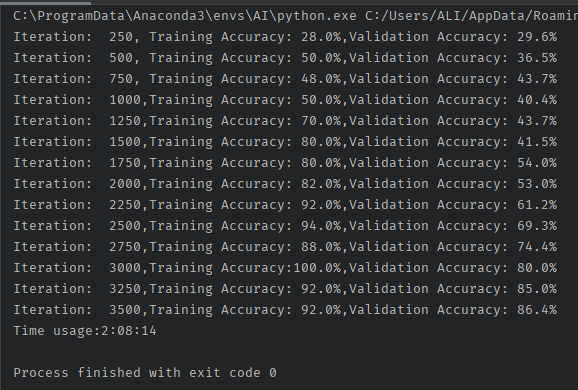 C:\ProgramData\Anaconda3\envs\AI\python.exe C:/Users/ALI/AppData/Roamin
Iteration:  250, Training Accuracy: 28.0%,Validation Accuracy: 29.6%
Iteration:  500, Training Accuracy: 50.0%,Validation Accuracy: 36.5%
Iteration:  750, Training Accuracy: 48.0%,Validation Accuracy: 43.7%
Iteration:  1000,Training Accuracy: 50.0%,Validation Accuracy: 40.4%
Iteration:  1250,Training Accuracy: 70.0%,Validation Accuracy: 43.7%
Iteration:  1500,Training Accuracy: 80.0%,Validation Accuracy: 41.5%
Iteration:  1750,Training Accuracy: 80.0%,Validation Accuracy: 54.0%
Iteration:  2000,Training Accuracy: 82.0%,Validation Accuracy: 53.0%
Iteration:  2250,Training Accuracy: 92.0%,Validation Accuracy: 61.2%
Iteration:  2500,Training Accuracy: 94.0%,Validation Accuracy: 69.3%
Iteration:  2750,Training Accuracy: 88.0%,Validation Accuracy: 74.4%
Iteration:  3000,Training Accuracy:100.0%,Validation Accuracy: 80.0%
Iteration:  3250,Training Accuracy: 92.0%,Validation Accuracy: 85.0%
Iteration:  3500,Training Accuracy: 92.0%,Validation Accuracy: 86.4%
Time usage:2:08:14
Process finished with exit code 0